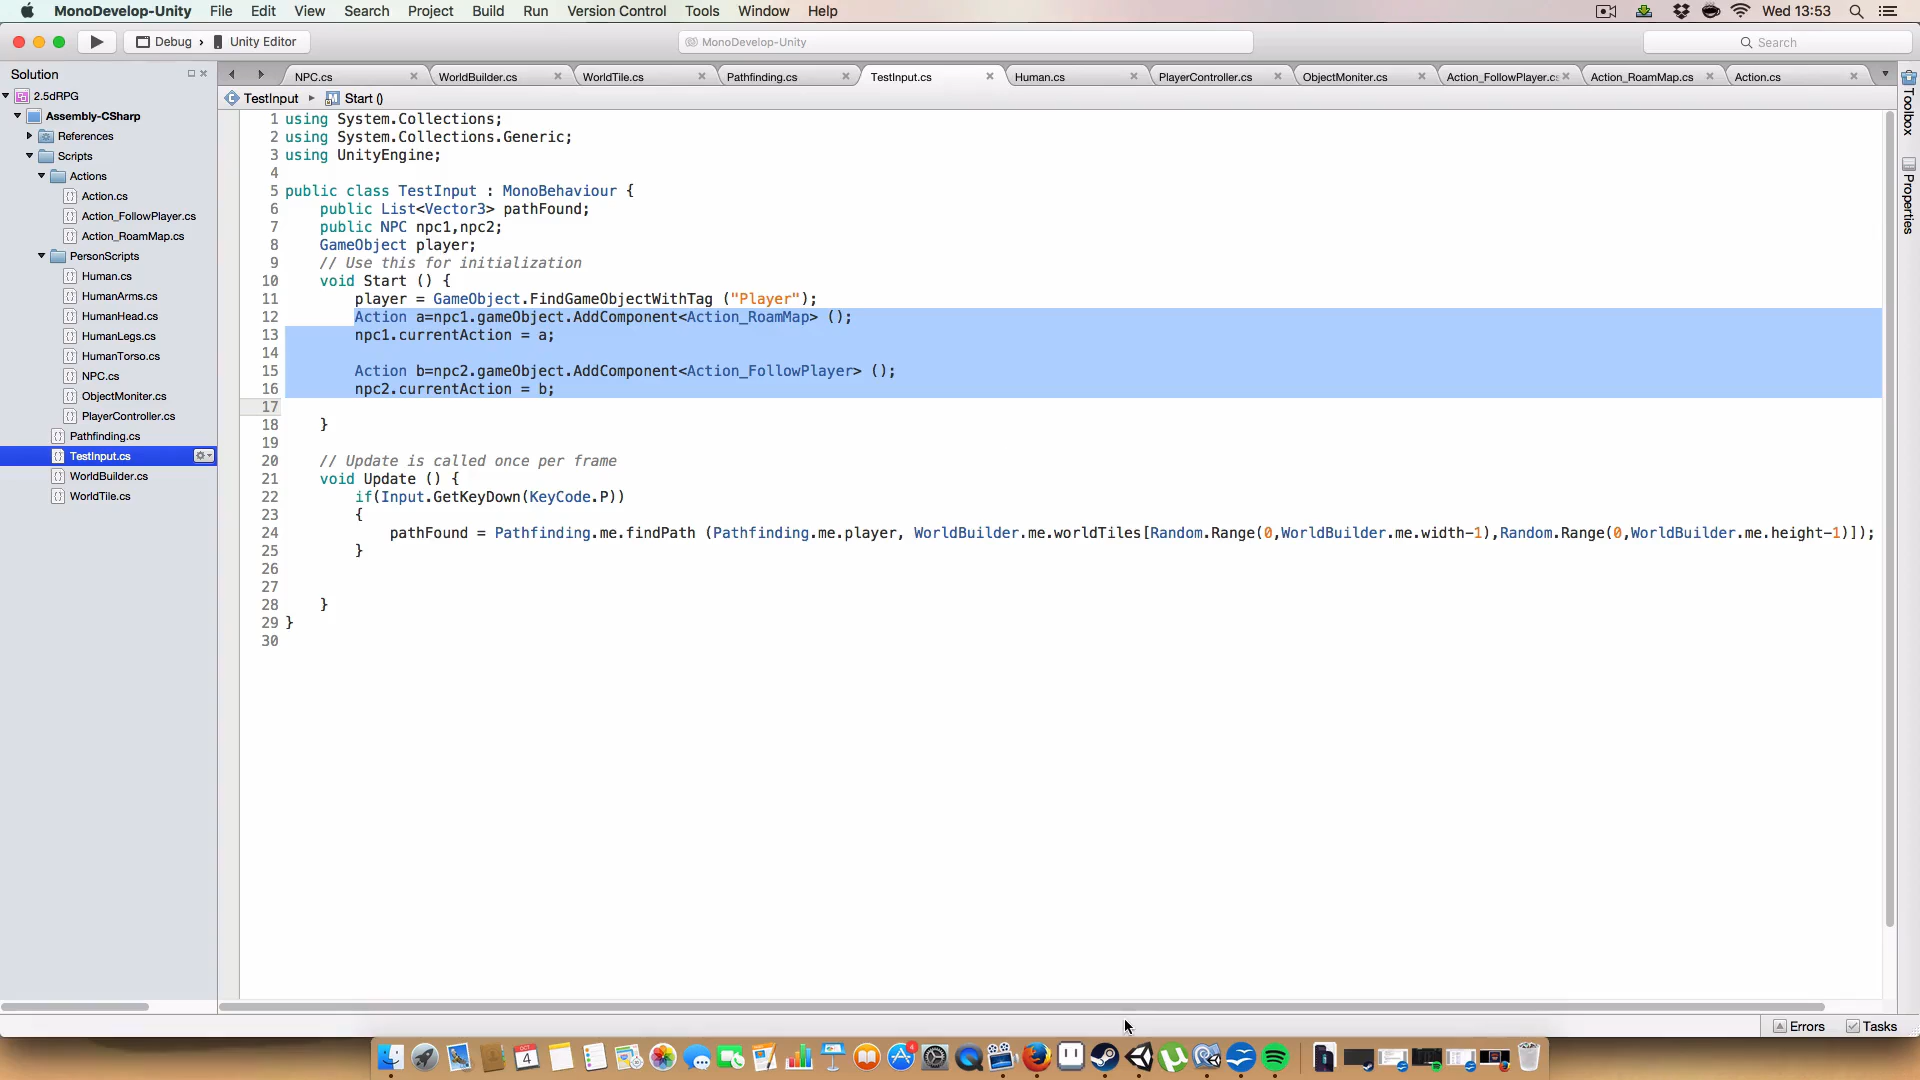 MonoDevelop-Unity File Edit View Search Project Build Run Version Control Tools Window Help Wed 13:53
Debug › Unity Editor MonoDevelop-Unity Search
Solution
2.5dRPG
Assembly-CSharp
References
Scripts
Actions
Action.cs
Action_FollowPlayer.cs
Action_RoamMap.cs
PersonScripts
Human.cs
HumanArms.cs
HumanHead.cs
HumanLegs.cs
HumanTorso.cs
NPC.cs
ObjectMoniter.cs
PlayerController.cs
Pathfinding.cs
TestInput.cs
WorldBuilder.cs
WorldTile.cs
NPC.cs WorldBuilder.cs WorldTile.cs Pathfinding.cs TestInput.cs Human.cs PlayerController.cs ObjectMoniter.cs Action_FollowPlayer.cs Action_RoamMap.cs Action.cs
TestInput Start ()
1 using System.Collections;
2 using System.Collections.Generic;
3 using UnityEngine;
4
5 public class TestInput : MonoBehaviour {
6 public List<Vector3> pathFound;
7 public NPC npc1,npc2;
8 GameObject player;
9 // Use this for initialization
10 void Start () {
11 player = GameObject.FindGameObjectWithTag ("Player");
12 Action a=npc1.gameObject.AddComponent<Action_RoamMap> ();
13 npc1.currentAction = a;
14
15 Action b=npc2.gameObject.AddComponent<Action_FollowPlayer> ();
16 npc2.currentAction = b;
17
18 }
19
20 // Update is called once per frame
21 void Update () {
22 if(Input.GetKeyDown(KeyCode.P))
23 {
24 pathFound = Pathfinding.me.findPath (Pathfinding.me.player, WorldBuilder.me.worldTiles[Random.Range(0,WorldBuilder.me.width-1),Random.Range(0,WorldBuilder.me.height-1)]);
25 }
26
27
28 }
29 }
30
Toolbox
Properties
Errors Tasks
OCT
4
4